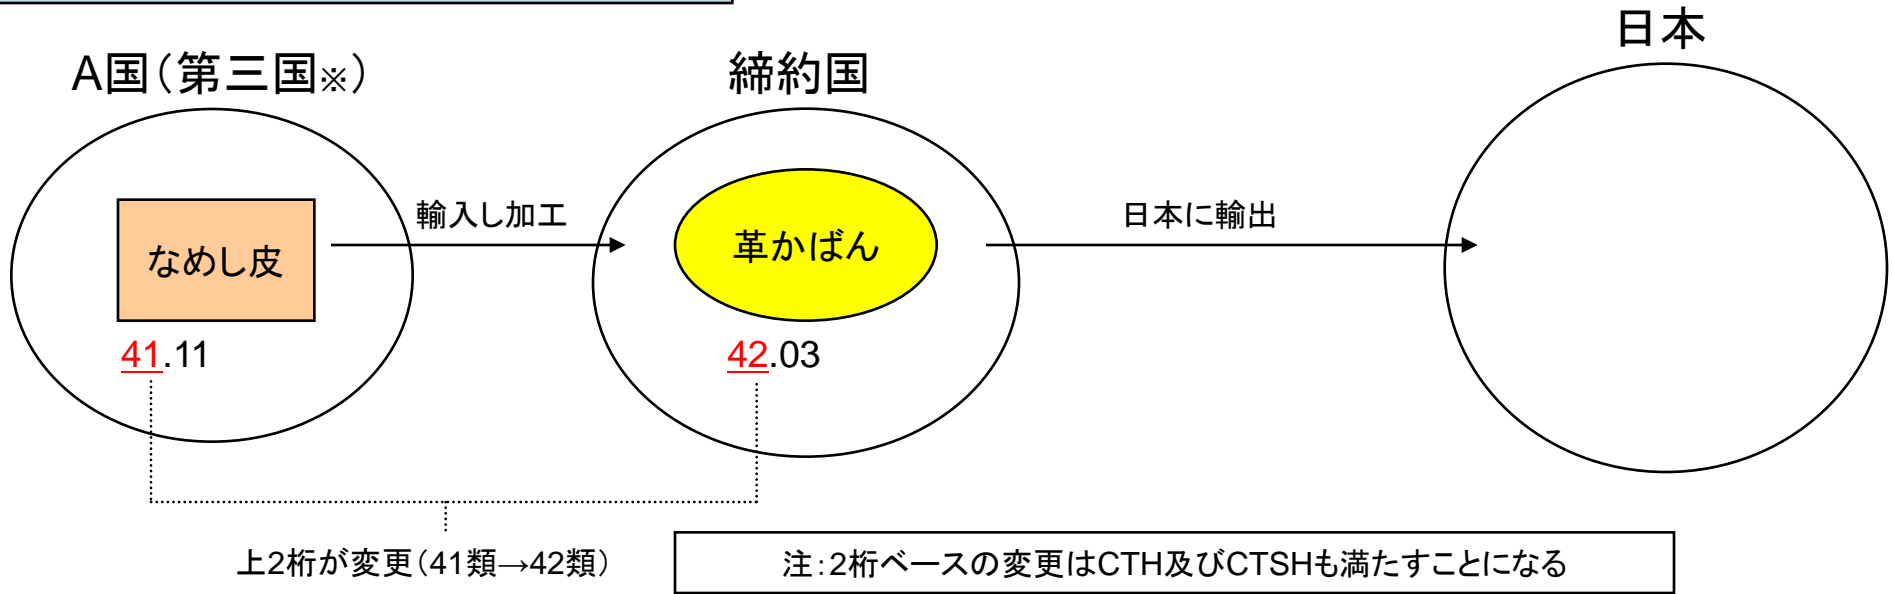 日本
A国(第三国※)
締約国
輸入し加工
日本に輸出
なめし皮
革かばん
41.11
42.03
上2桁が変更(41類→42類)
注:2桁ベースの変更はCTH及びCTSHも満たすことになる